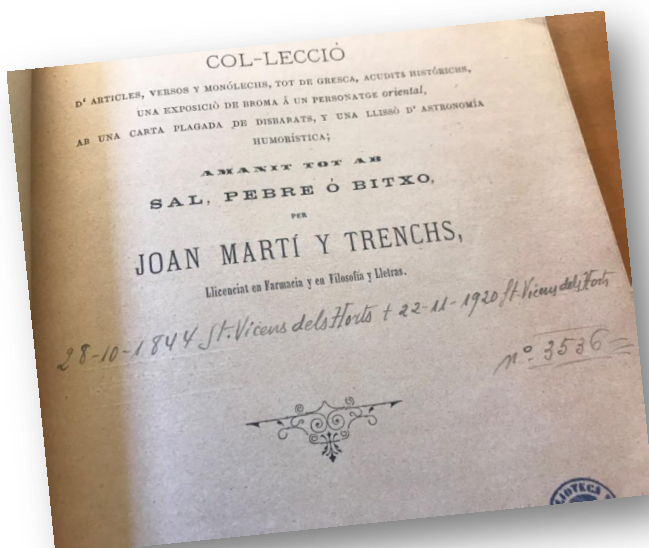 COL-LECCIÓ
D' ARTICLES, VERSOS Y MONÓLECHS, TOT DE GRESCA, ACUDITS HISTÓRICHS,
UNA EXPOSICIÓ DE BROMA Á UN PERSONATGE oriental,
AB UNA CARTA PLAGADA DE DISBARATS, Y UNA LLISSÓ D' ASTRONOMÍA
HUMORÍSTICA;
AMANIT TOT AB
SAL, PEBRE Ó BITXO,
PER
JOAN MARTÍ Y TRENCHS,
Llicenciat en Farmacia y en Filosofía y Lletras.
28-10-1844 St. Vicens dels Horts + 22-11-1920 St. Vicens dels Horts
nº 3536